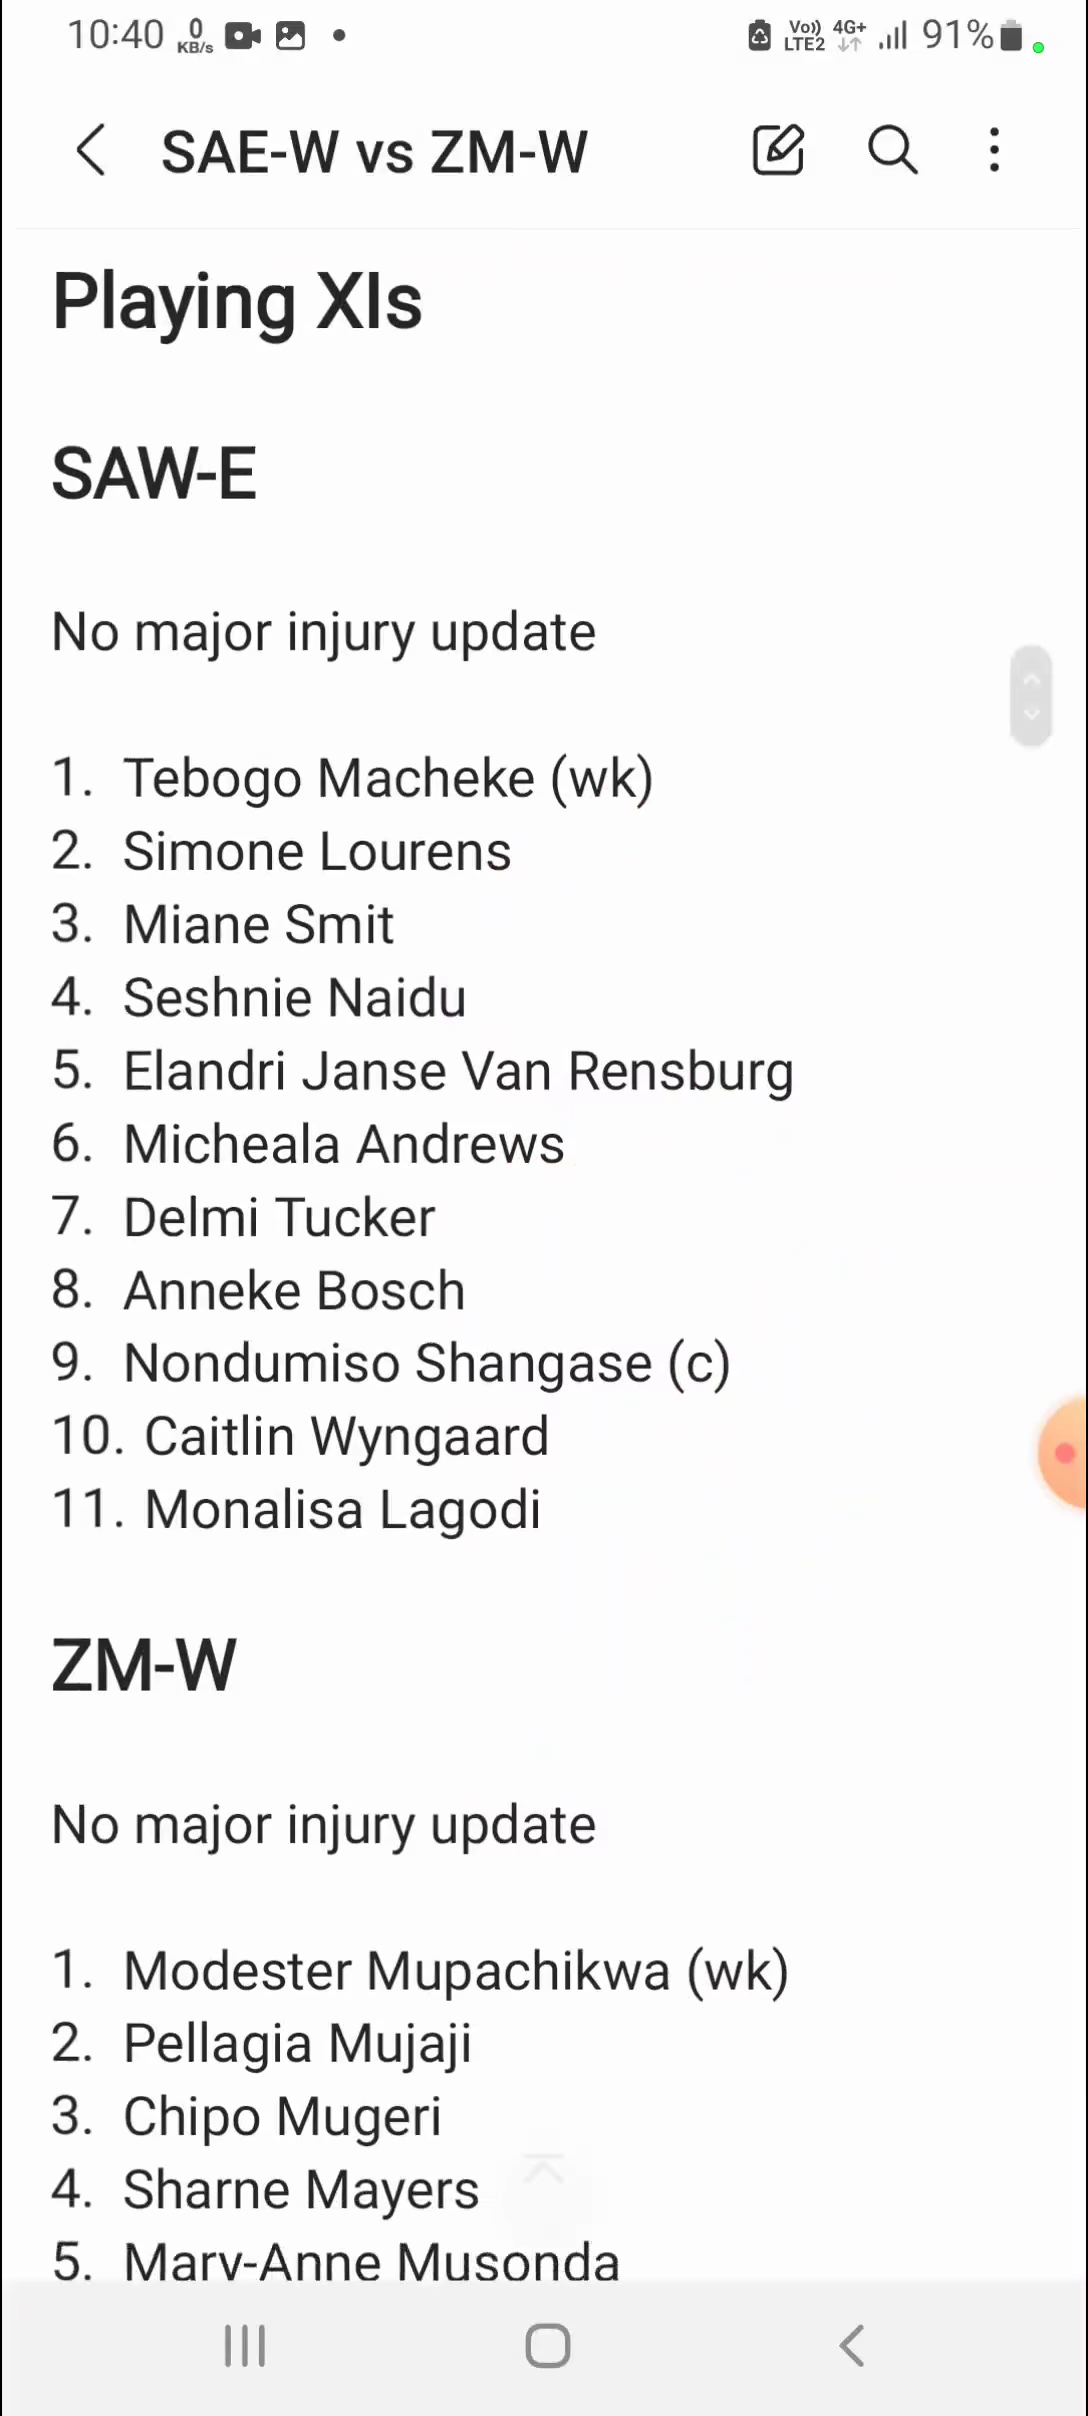 10:40 0 KB/s Vo)) LTE2 4G+ 91%
SAE-W vs ZM-W
Playing XIs
SAW-E
No major injury update
1. Tebogo Macheke (wk)
2. Simone Lourens
3. Miane Smit
4. Seshnie Naidu
5. Elandri Janse Van Rensburg
6. Micheala Andrews
7. Delmi Tucker
8. Anneke Bosch
9. Nondumiso Shangase (c)
10. Caitlin Wyngaard
11. Monalisa Lagodi
ZM-W
No major injury update
1. Modester Mupachikwa (wk)
2. Pellagia Mujaji
3. Chipo Mugeri
4. Sharne Mayers
5. Mary-Anne Musonda